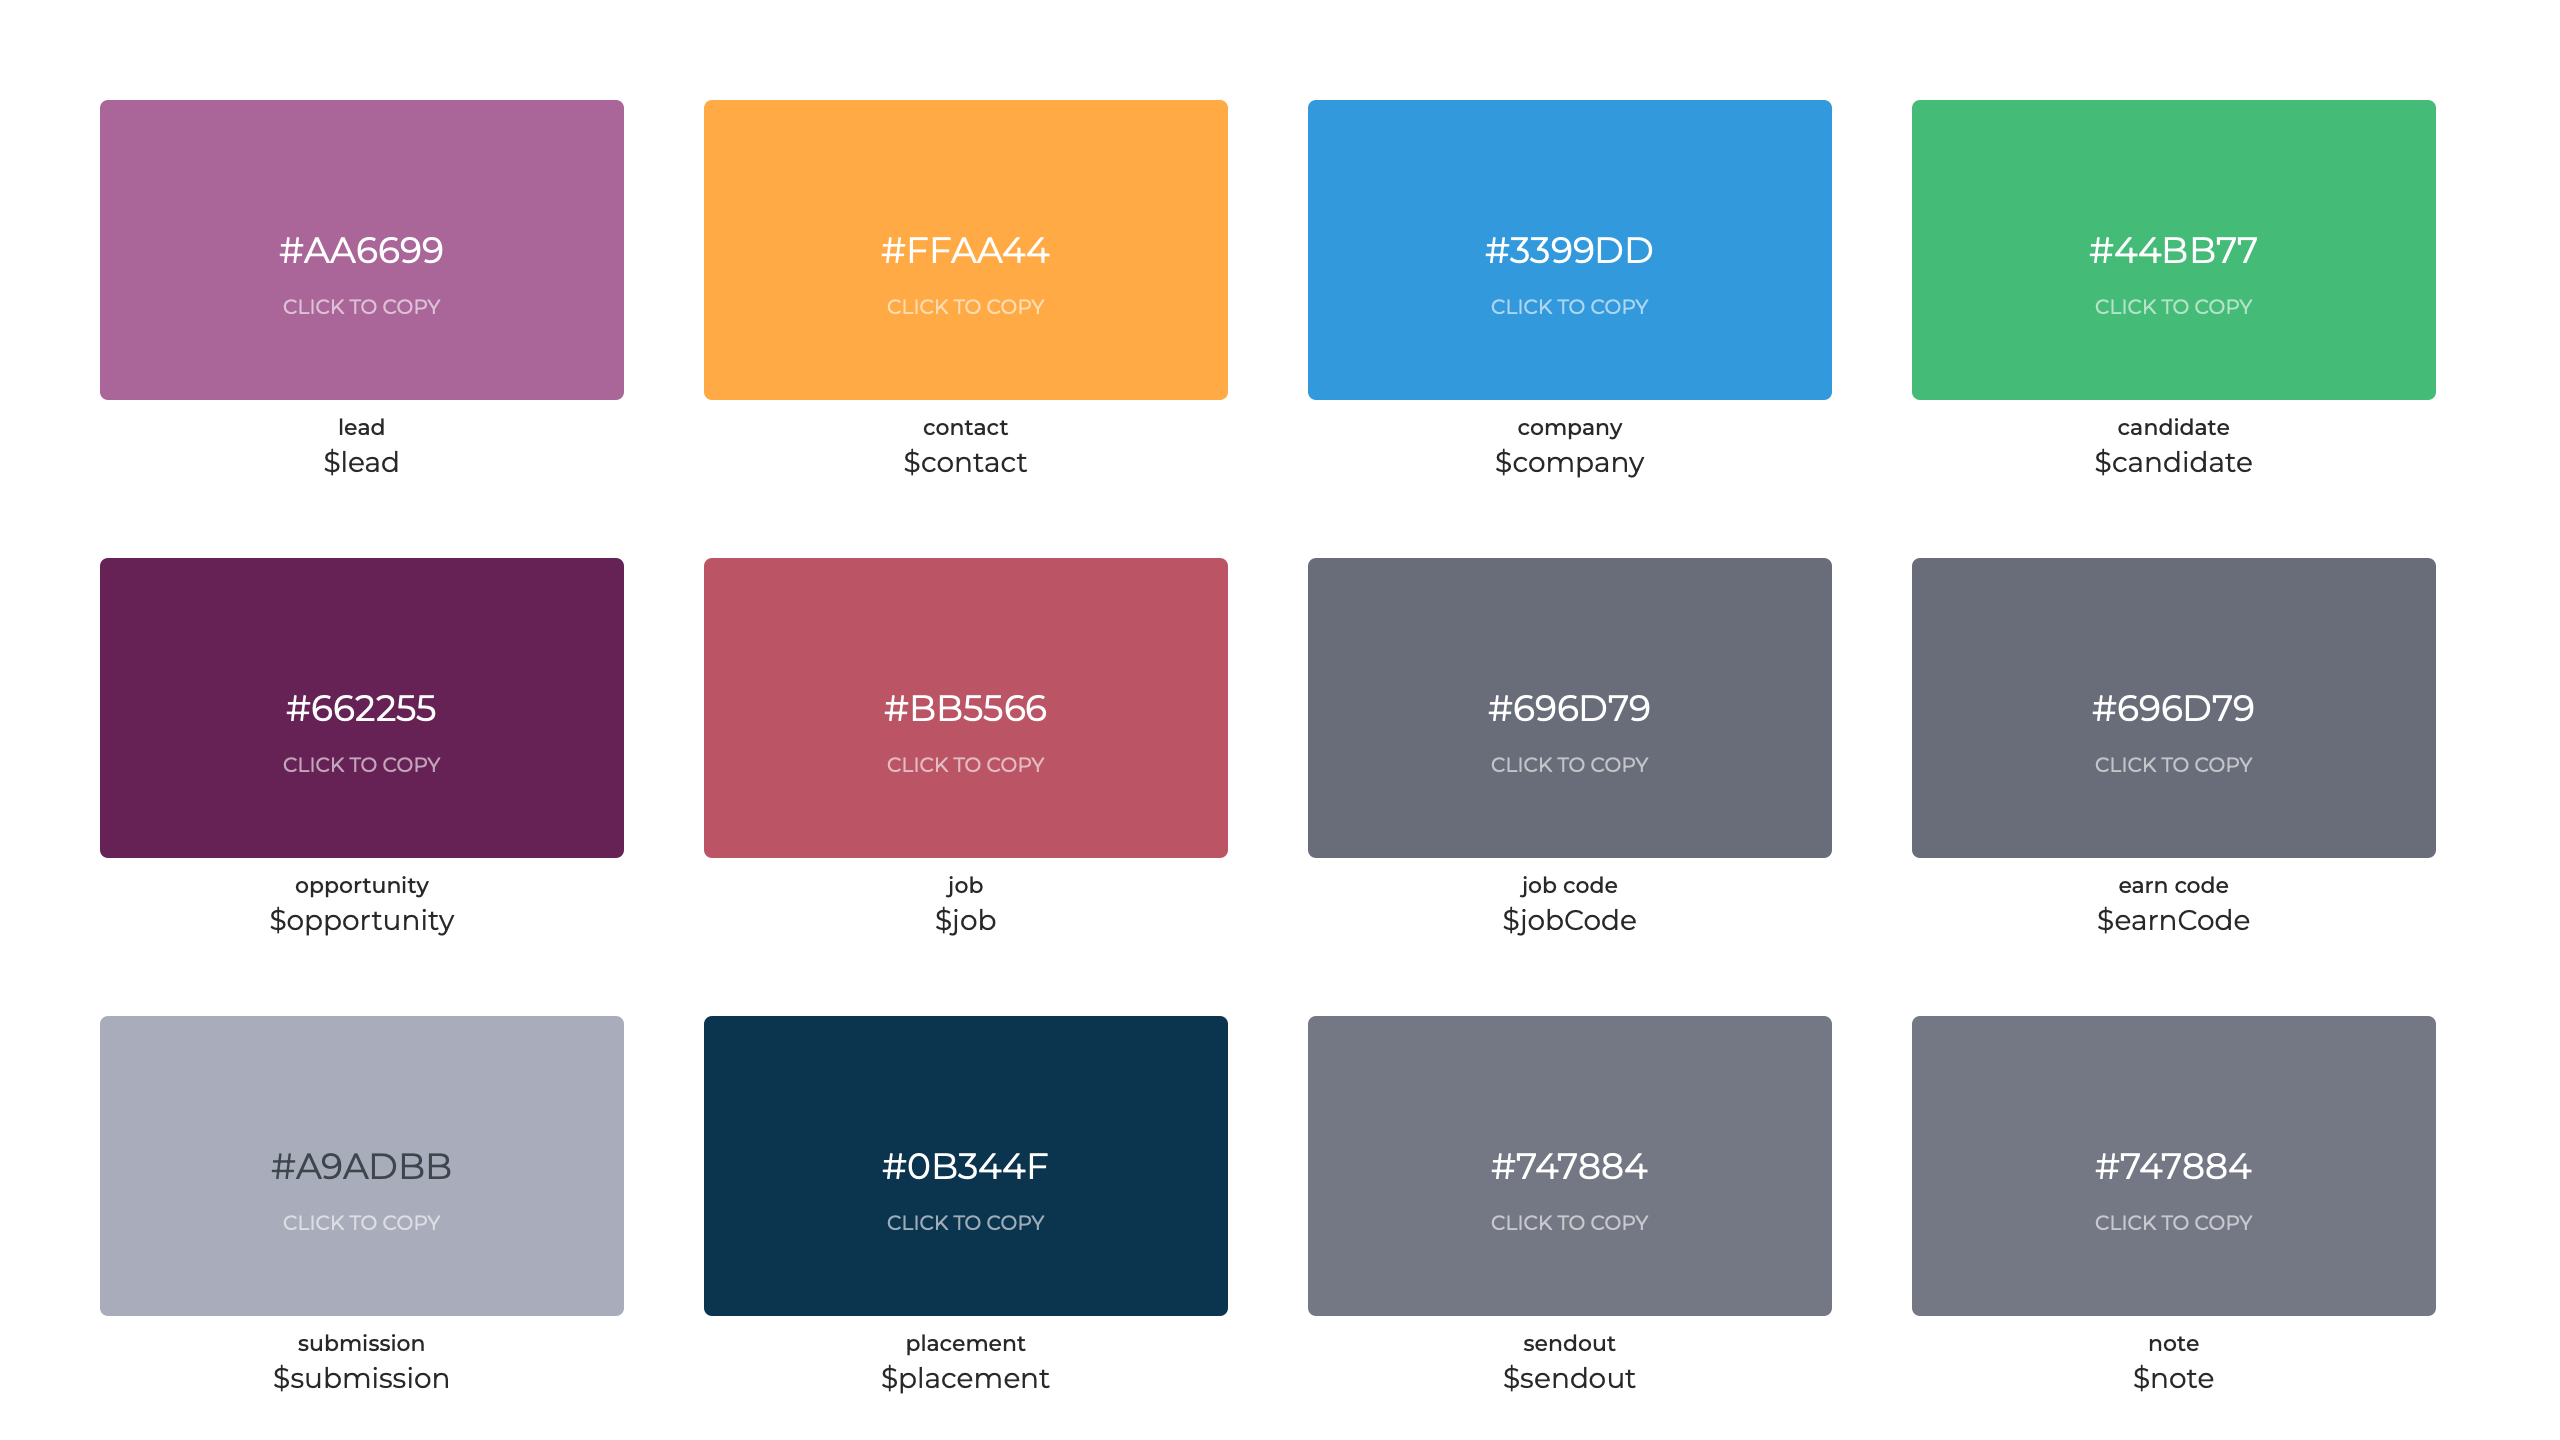 #AA6699
CLICK TO COPY
lead
$lead
#FFAA44
CLICK TO COPY
contact
$contact
#3399DD
CLICK TO COPY
company
$company
#44BB77
CLICK TO COPY
candidate
$candidate
#662255
CLICK TO COPY
opportunity
$opportunity
#BB5566
CLICK TO COPY
job
$job
#696D79
CLICK TO COPY
job code
$jobCode
#696D79
CLICK TO COPY
earn code
$earnCode
#A9ADBB
CLICK TO COPY
submission
$submission
#0B344F
CLICK TO COPY
placement
$placement
#747884
CLICK TO COPY
sendout
$sendout
#747884
CLICK TO COPY
note
$note